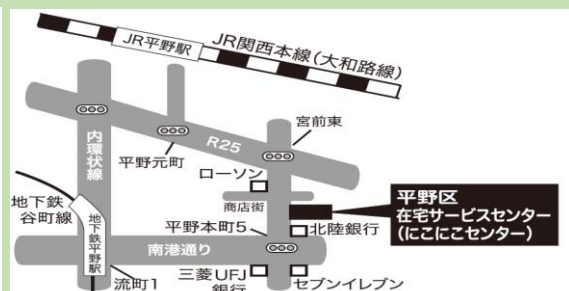 JR平野駅
JR関西本線(大和路線)
宮前東
内環状線
R25
平野元町
ローソン
地下鉄
谷町線
商店街
平野区
在宅サービスセンター
(にこにこセンター)
地下鉄平野駅
平野本町5
北陸銀行
南港通り
流町1
三菱UFJ
銀行
セブンイレブン